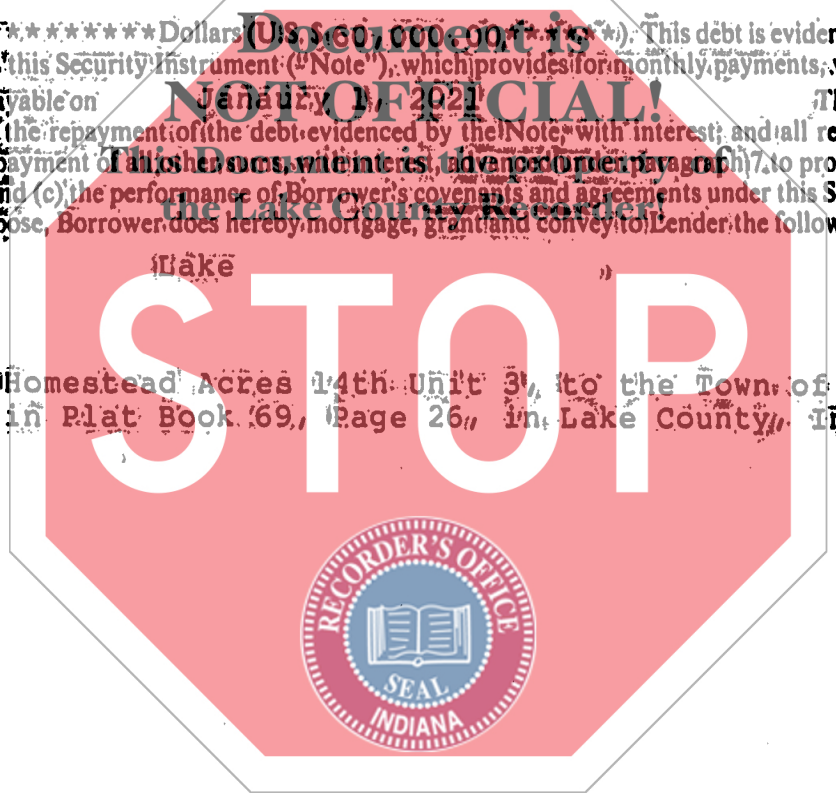 **********Dollars (U.S. $ 60,000.00* ***). This debt is eviden
this Security Instrument ("Note"), which provides for monthly payments,
yable on January 1, 2021
the repayment of the debt evidenced by the Note, with interest, and all re
ayment of all other sums, with interest, advanced under paragraph 7 to pro
nd (c) the performance of Borrower's covenants and agreements under this S
ose, Borrower does hereby mortgage, grant and convey to Lender the follow
Document is
NOT OFFICIAL!
This Document is the property of
the Lake County Recorder!
Lake
Homestead Acres 14th Unit 3, to the Town of
in Plat Book 69, Page 26, in Lake County, In
STOP
RECORDER'S OFFICE
SEAL
INDIANA